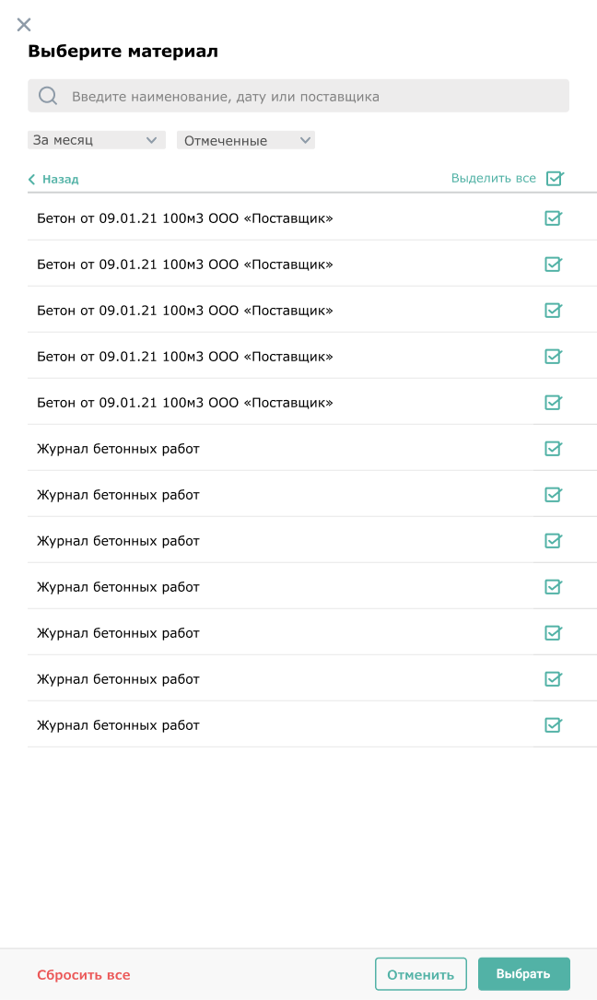 Выберите материал
Введите наименование, дату или поставщика
За месяц Отмеченные
Назад Выделить все
Бетон от 09.01.21 100м3 ООО «Поставщик»
Бетон от 09.01.21 100м3 ООО «Поставщик»
Бетон от 09.01.21 100м3 ООО «Поставщик»
Бетон от 09.01.21 100м3 ООО «Поставщик»
Бетон от 09.01.21 100м3 ООО «Поставщик»
Журнал бетонных работ
Журнал бетонных работ
Журнал бетонных работ
Журнал бетонных работ
Журнал бетонных работ
Журнал бетонных работ
Журнал бетонных работ
Сбросить все Отменить Выбрать